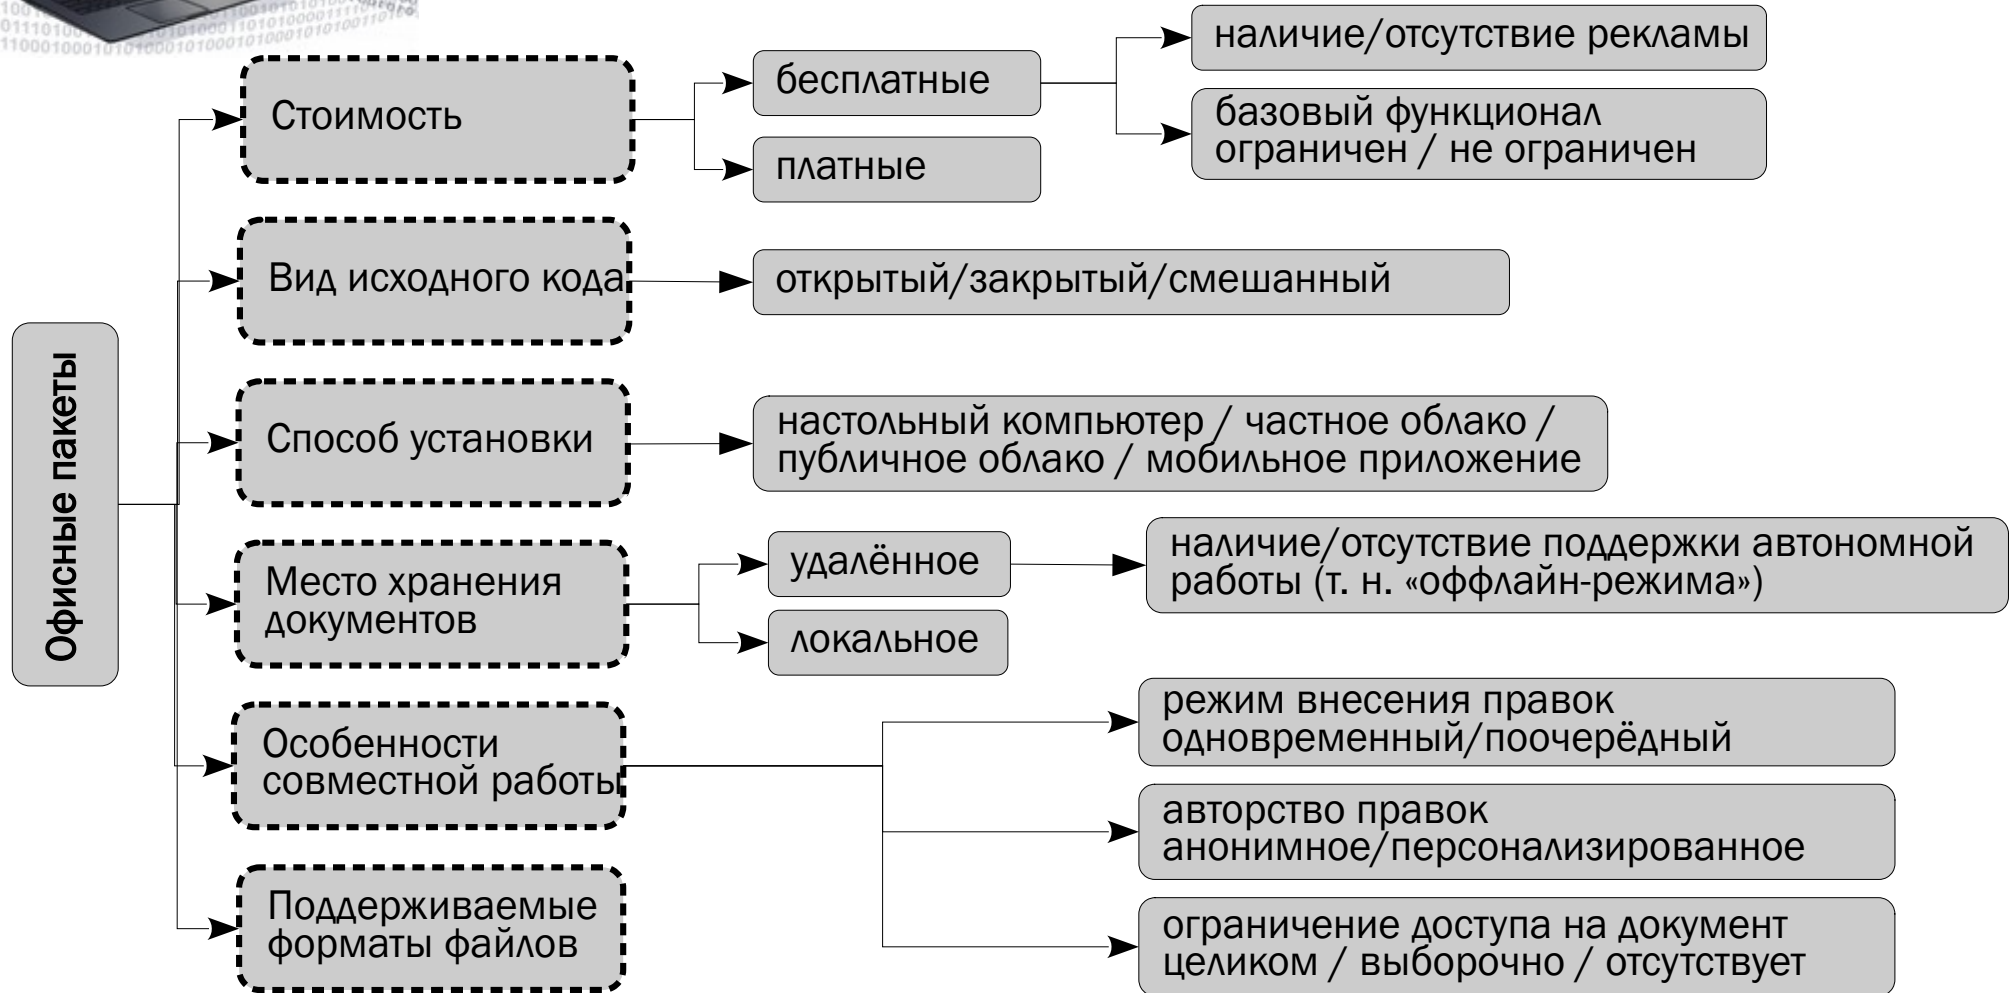 Офисные пакеты
Стоимость
бесплатные
наличие/отсутствие рекламы
базовый функционал
ограничен / не ограничен
платные
Вид исходного кода
открытый/закрытый/смешанный
Способ установки
настольный компьютер / частное облако /
публичное облако / мобильное приложение
Место хранения
документов
удалённое
наличие/отсутствие поддержки автономной
работы (т. н. «оффлайн-режима»)
локальное
Особенности
совместной работы
режим внесения правок
одновременный/поочерёдный
авторство правок
анонимное/персонализированное
ограничение доступа на документ
целиком / выборочно / отсутствует
Поддерживаемые
форматы файлов